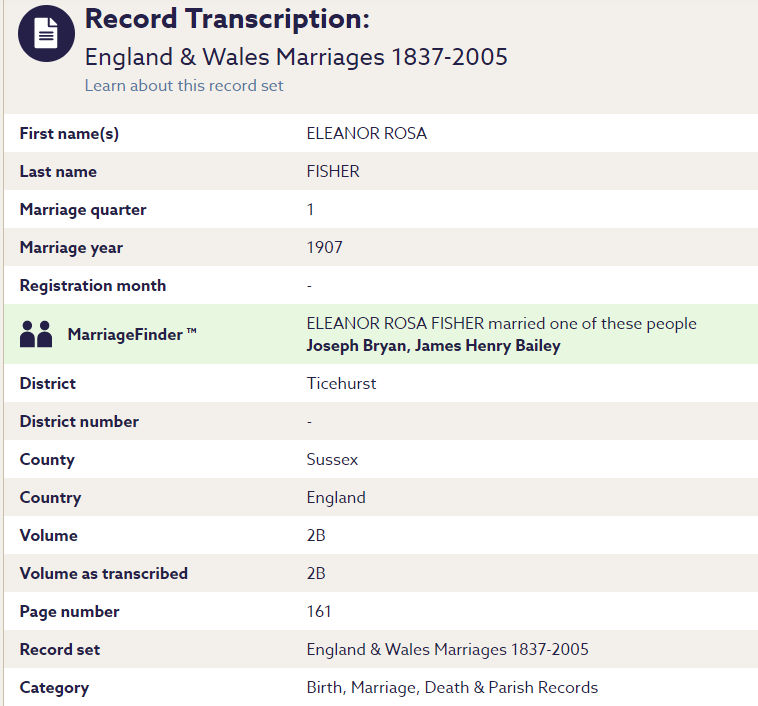 Record Transcription:
England & Wales Marriages 1837-2005
Learn about this record set
First name(s) ELEANOR ROSA
Last name FISHER
Marriage quarter 1
Marriage year 1907
Registration month -
MarriageFinder ™ ELEANOR ROSA FISHER married one of these people
Joseph Bryan, James Henry Bailey
District Ticehurst
District number -
County Sussex
Country England
Volume 2B
Volume as transcribed 2B
Page number 161
Record set England & Wales Marriages 1837-2005
Category Birth, Marriage, Death & Parish Records